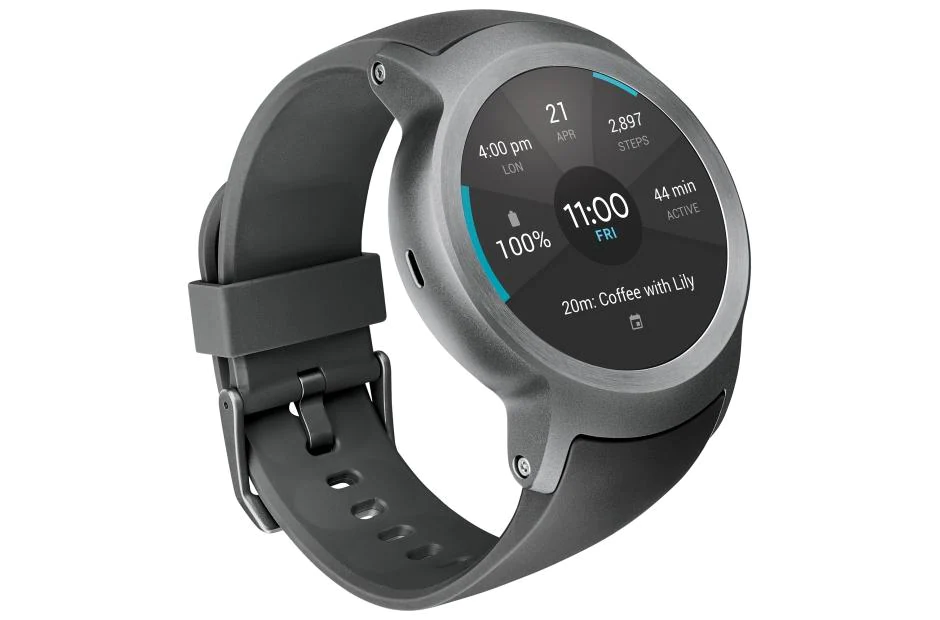 21
APR
4:00 pm
LON
2,897
STEPS
44 min
ACTIVE
11:00
FRI
100%
20m: Coffee with Lily